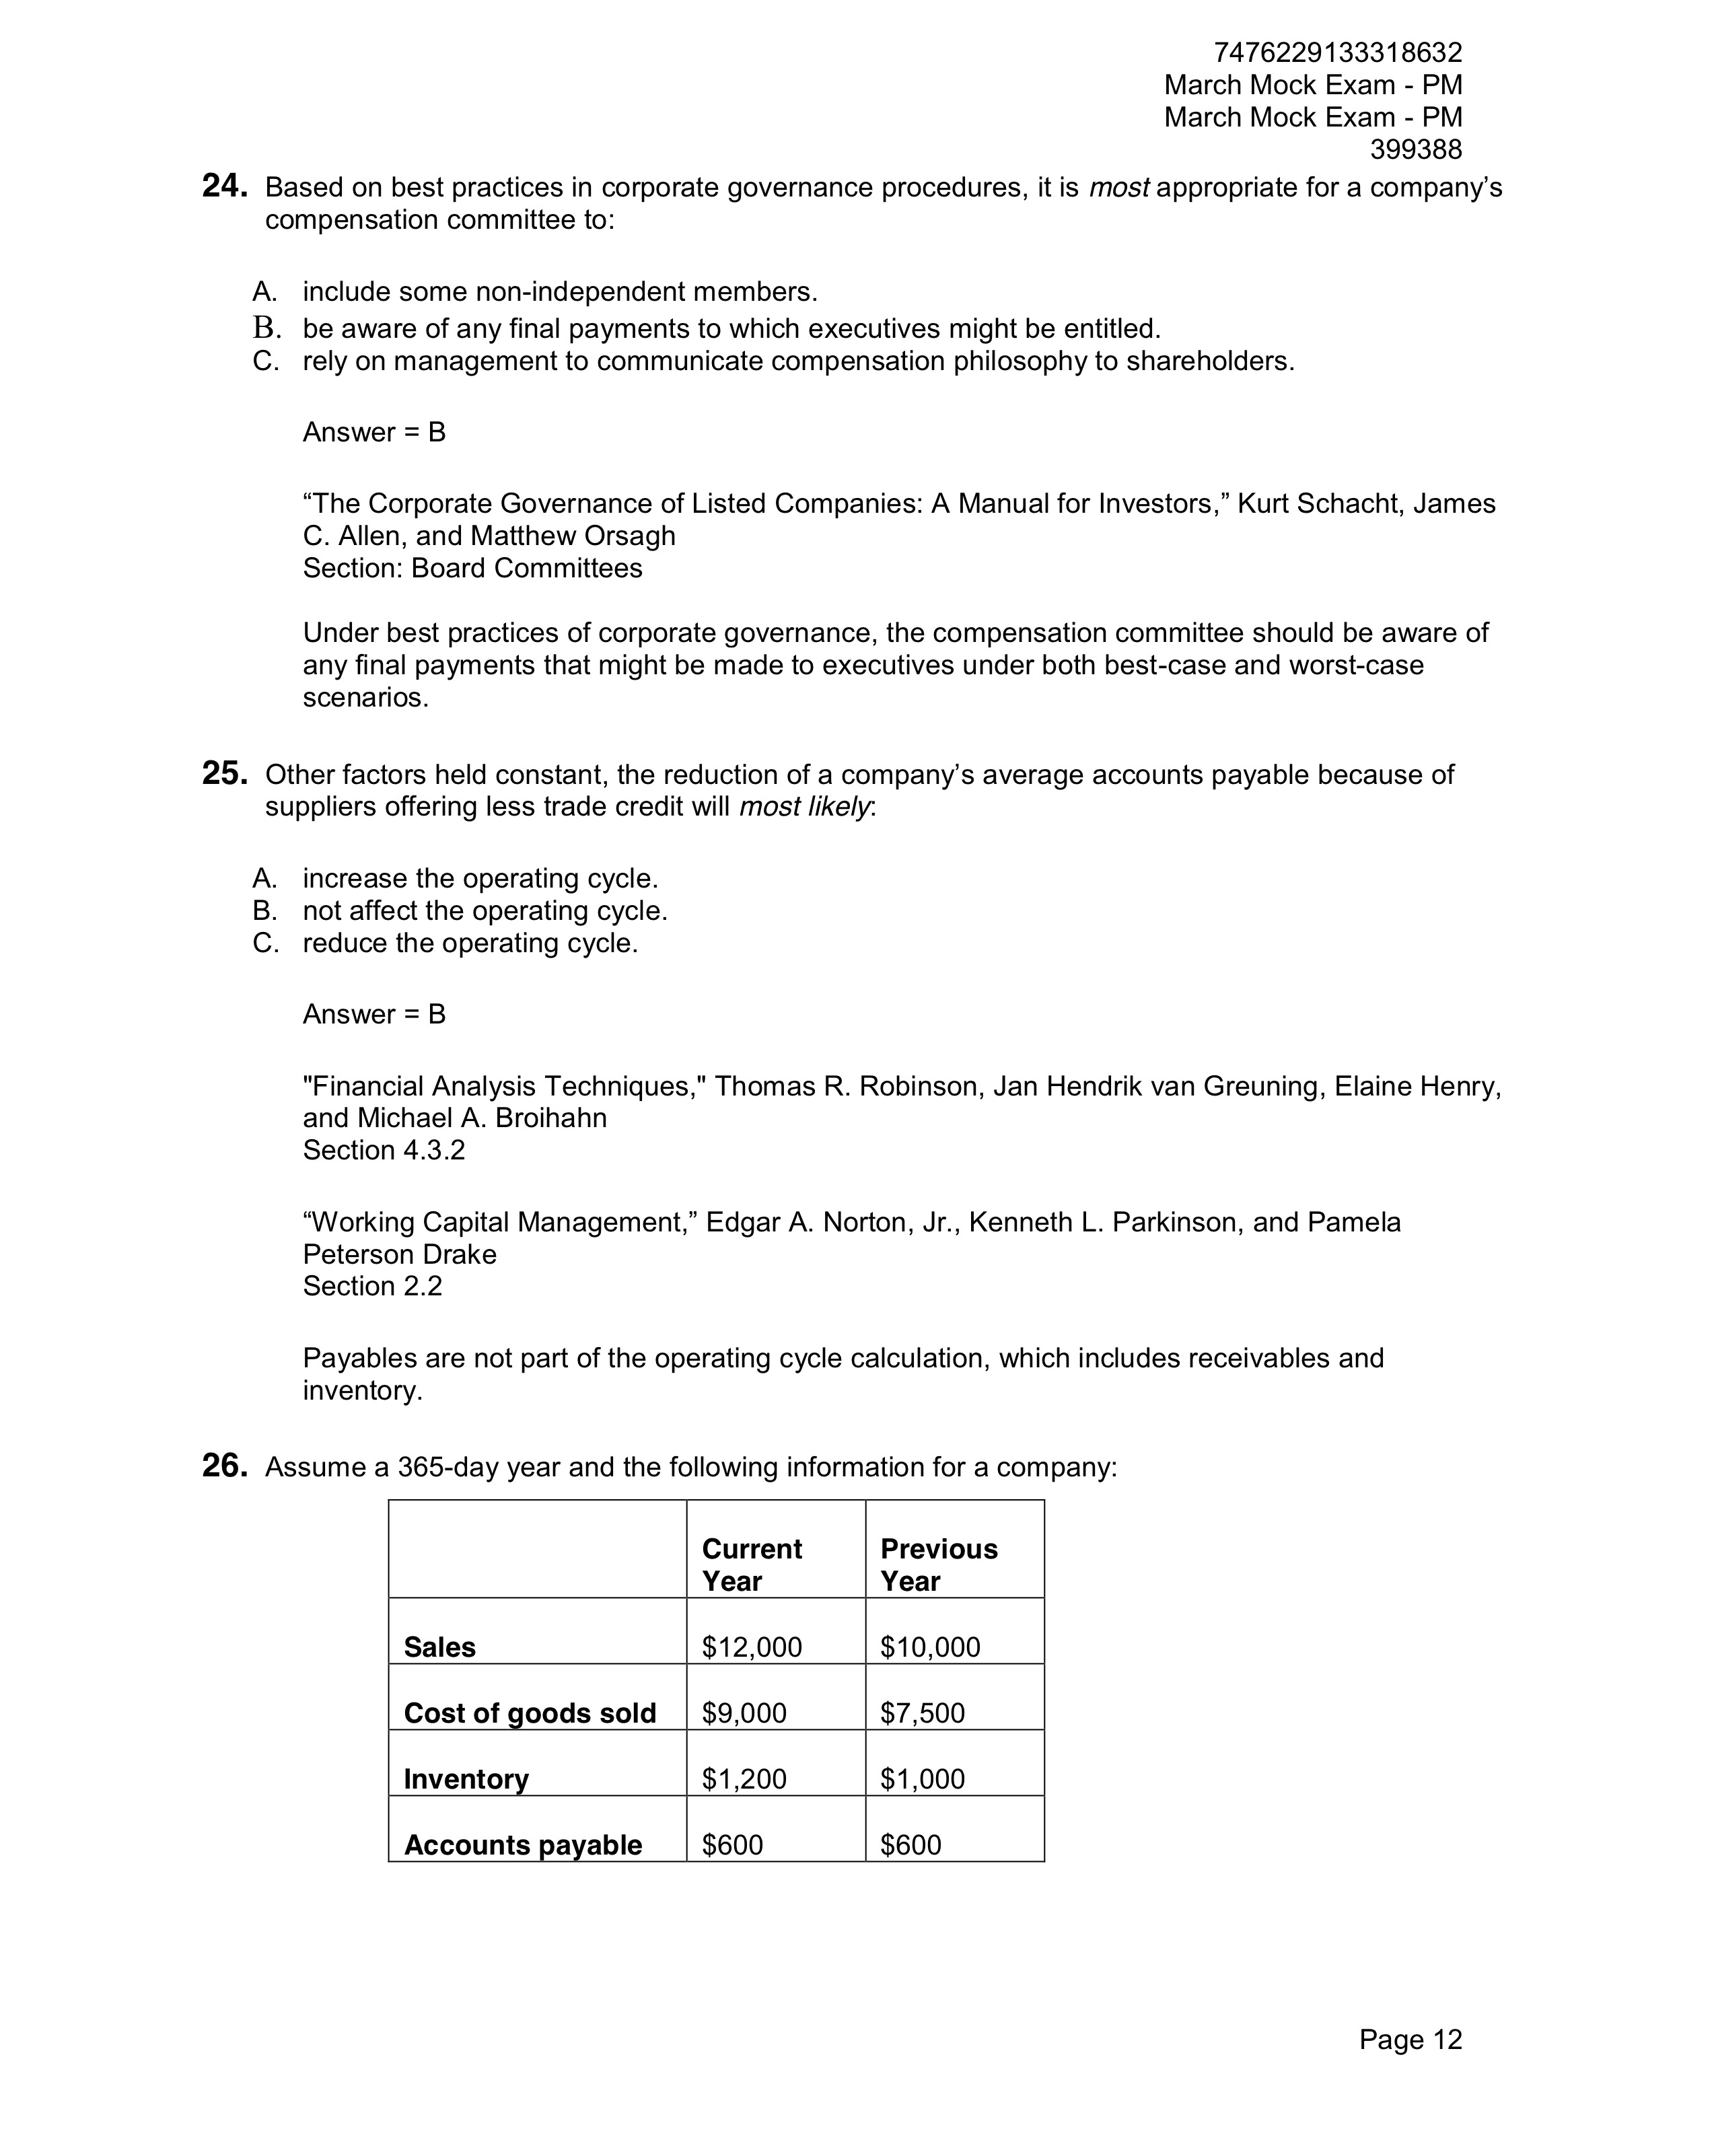 7476229133318632
March Mock Exam - PM
March Mock Exam - PM
399388
24. Based on best practices in corporate governance procedures, it is most appropriate for a company’s
compensation committee to:
A. include some non-independent members.
B. be aware of any final payments to which executives might be entitled.
C. rely on management to communicate compensation philosophy to shareholders.
Answer = B
“The Corporate Governance of Listed Companies: A Manual for Investors,” Kurt Schacht, James
C. Allen, and Matthew Orsagh
Section: Board Committees
Under best practices of corporate governance, the compensation committee should be aware of
any final payments that might be made to executives under both best-case and worst-case
scenarios.
25. Other factors held constant, the reduction of a company’s average accounts payable because of
suppliers offering less trade credit will most likely:
A. increase the operating cycle.
B. not affect the operating cycle.
C. reduce the operating cycle.
Answer = B
"Financial Analysis Techniques," Thomas R. Robinson, Jan Hendrik van Greuning, Elaine Henry,
and Michael A. Broihahn
Section 4.3.2
“Working Capital Management,” Edgar A. Norton, Jr., Kenneth L. Parkinson, and Pamela
Peterson Drake
Section 2.2
Payables are not part of the operating cycle calculation, which includes receivables and
inventory.
26. Assume a 365-day year and the following information for a company:
Current Previous
Year Year
Sales $12,000 $10,000
Cost of goods sold $9,000 $7,500
Inventory $1,200 $1,000
Accounts payable $600 $600
Page 12